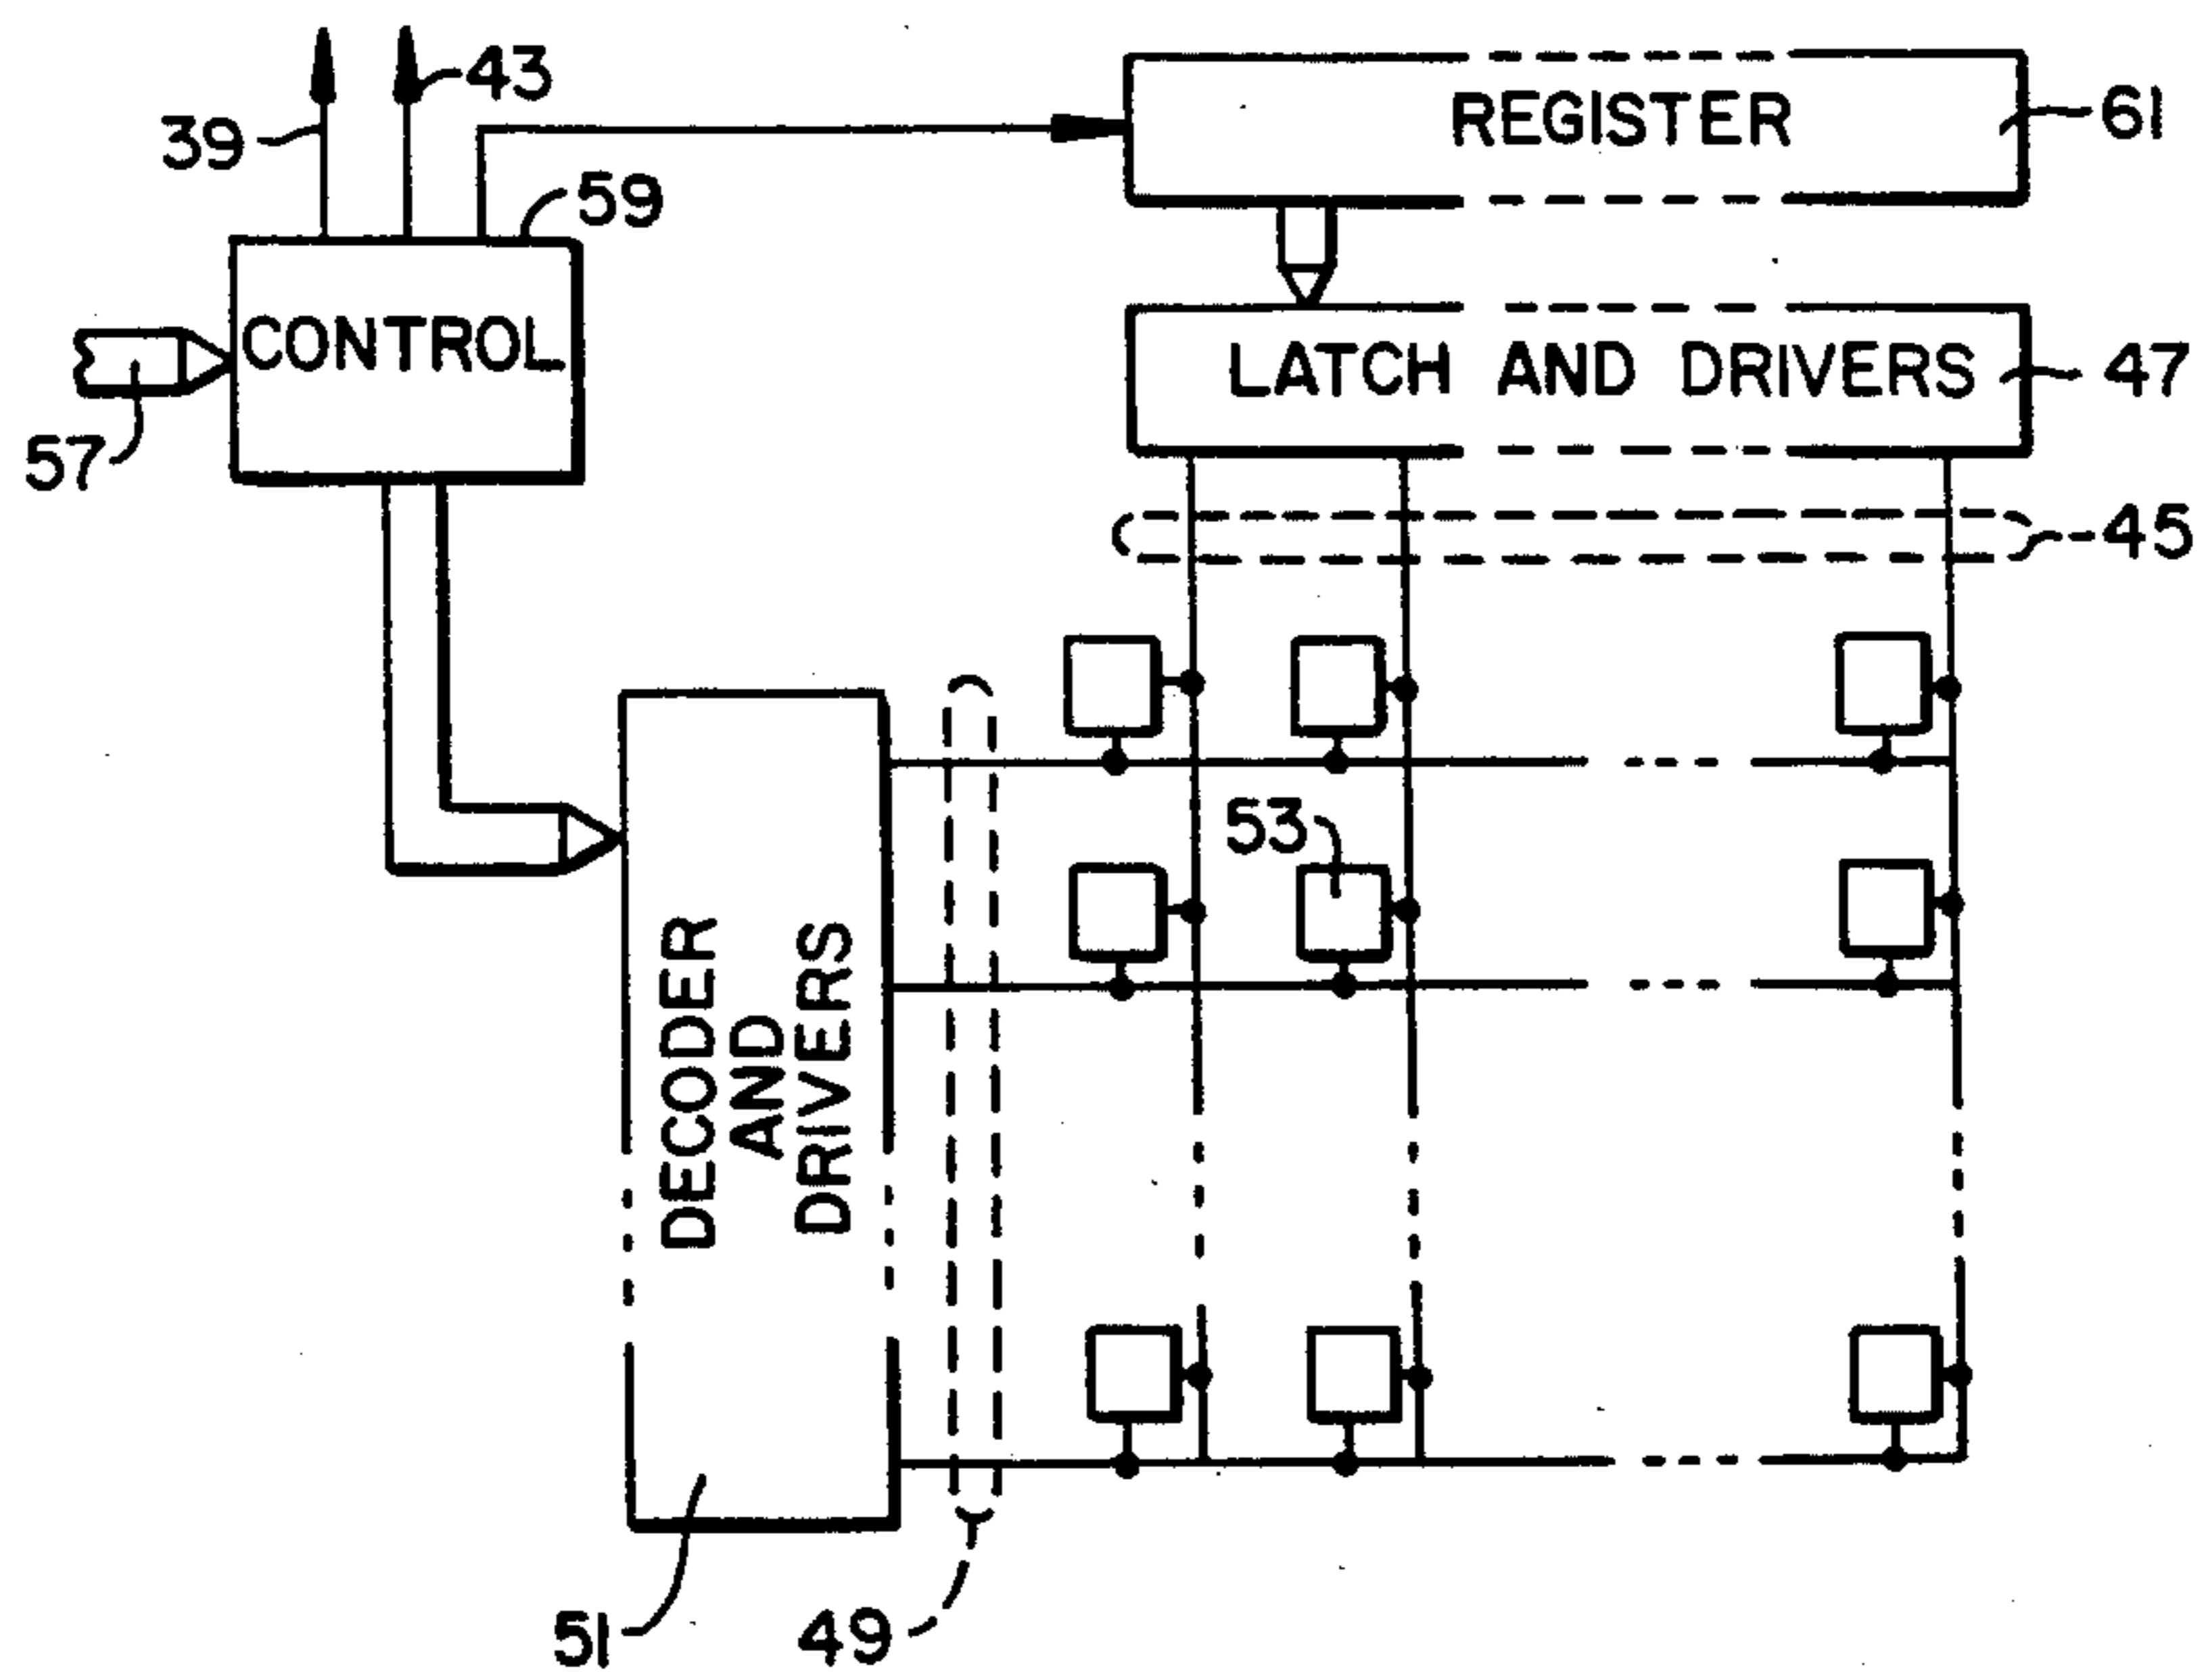 43
39
REGISTER
61
59
CONTROL
LATCH AND DRIVERS
47
57
45
53
DECODER
AND
DRIVERS
51
49